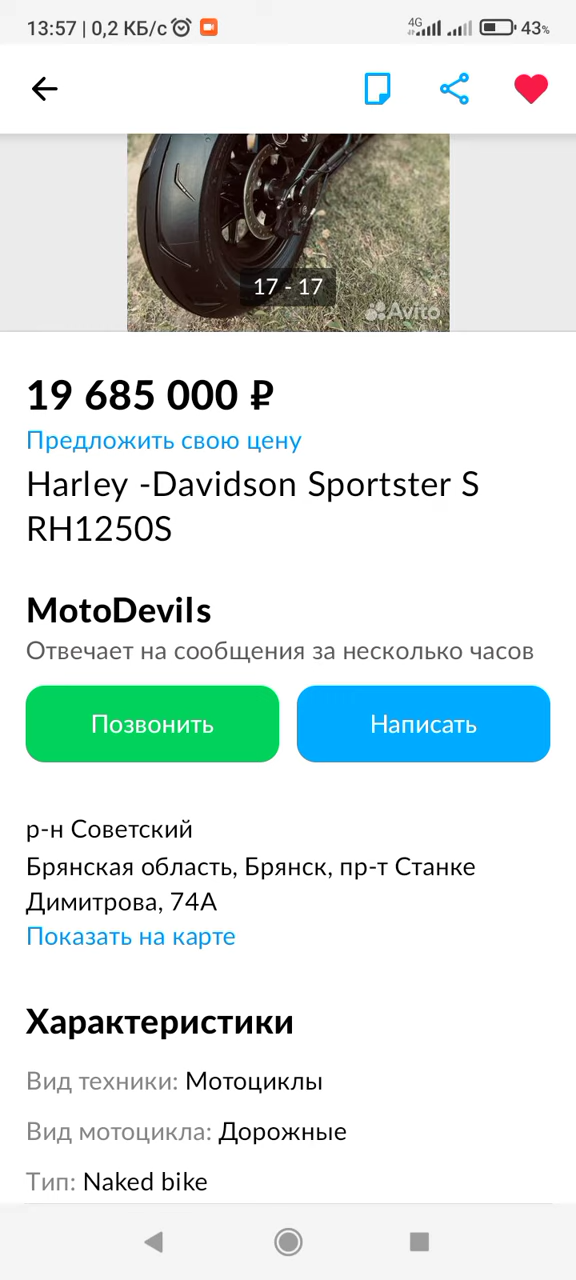 13:57 | 0,2 КБ/с
4G
43%
17 - 17
Avito
19 685 000 ₽
Предложить свою цену
Harley -Davidson Sportster S
RH1250S
MotoDevils
Отвечает на сообщения за несколько часов
Позвонить
Написать
р-н Советский
Брянская область, Брянск, пр-т Станке
Димитрова, 74А
Показать на карте
Характеристики
Вид техники: Мотоциклы
Вид мотоцикла: Дорожные
Тип: Naked bike